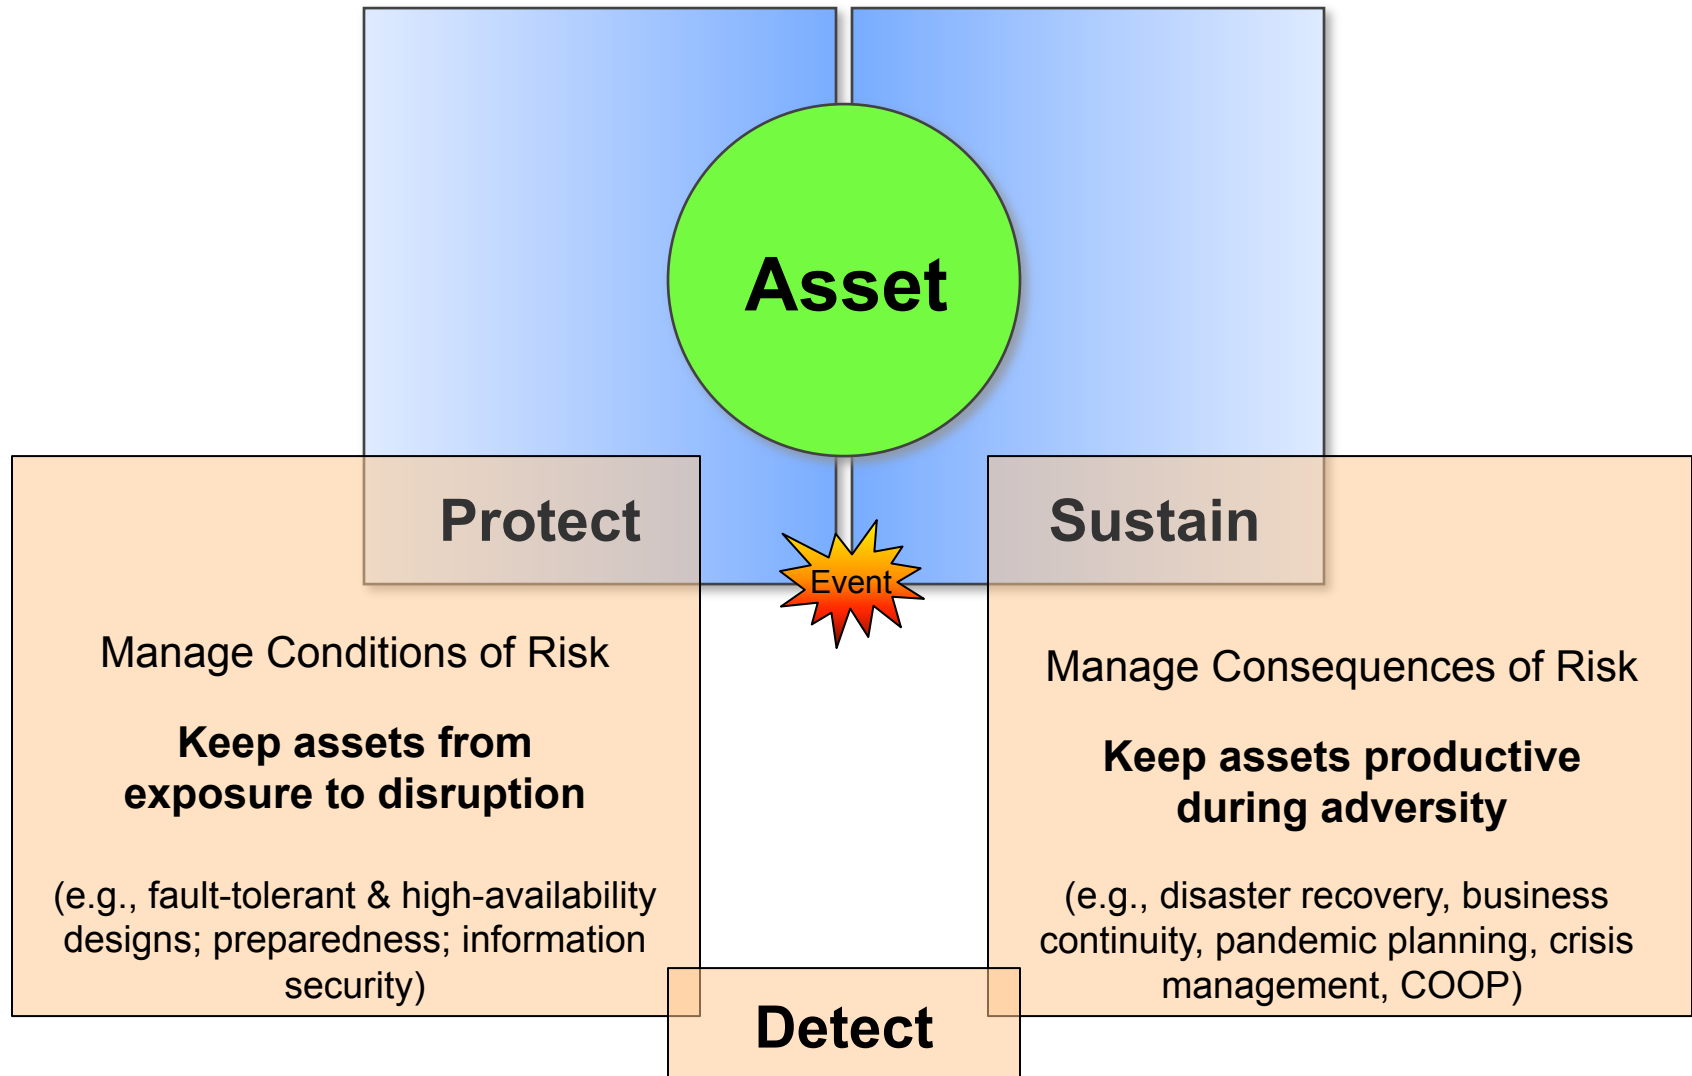 Asset
Protect
Manage Conditions of Risk
Keep assets from
exposure to disruption
(e.g., fault-tolerant & high-availability
designs; preparedness; information
security)
Event
Sustain
Manage Consequences of Risk
Keep assets productive
during adversity
(e.g., disaster recovery, business
continuity, pandemic planning, crisis
management, COOP)
Detect